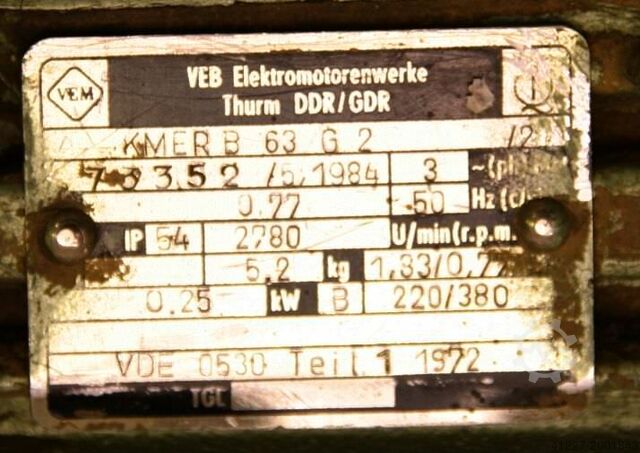 VEM
VEB Elektromotorenwerke
Thurm DDR/GDR
KMER B 63 G 2 /2
/5/1984 3 ~(ph
0.77 50 Hz(c/
IP 54 2780 U/min(r.p.m.
5,2 kg 1,33/0,77
0.25 kW B 220/380
VDE 0530 Teil 1 1972
TGL